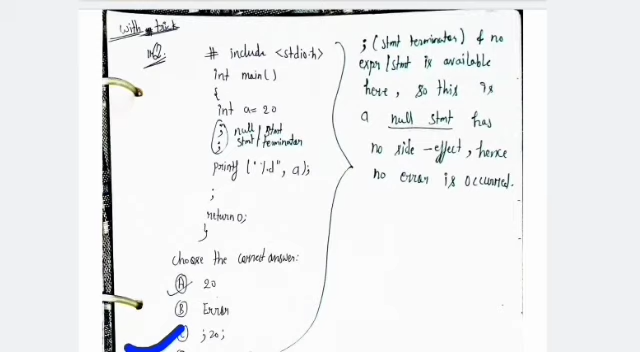 with trick
# include <stdio.h>
int main()
{
int a= 20
; null/stmt
; stmt/terminator
printf ("%d", a);
;
return 0;
}
choose the correct answer:
A 20
B Error
; 20;
; (stmt terminator) & no
expr/stmt is available
here, so this is
a null stmt has
no side-effect, hence
no error is occurred.